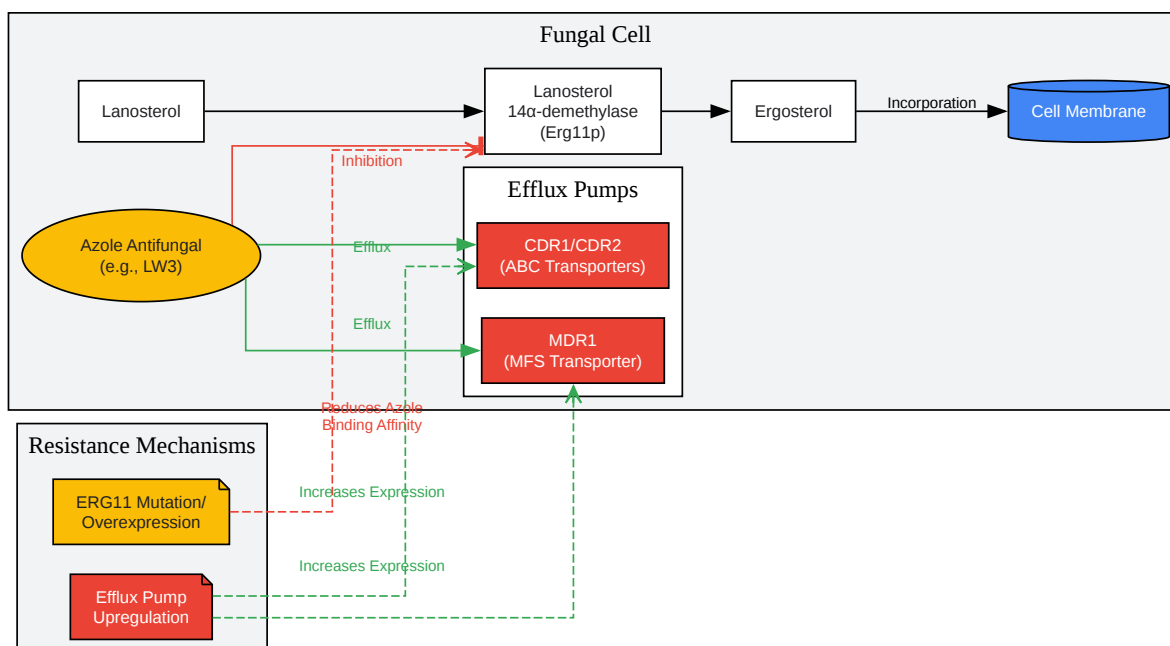 Fungal Cell
Lanosterol
Lanosterol
14α-demethylase
(Erg11p)
Ergosterol
Incorporation
Cell Membrane
Inhibition
Efflux Pumps
Azole Antifungal
(e.g., LW3)
Efflux
CDR1/CDR2
(ABC Transporters)
Efflux
MDR1
(MFS Transporter)
Reduces Azole
Binding Affinity
Resistance Mechanisms
ERG11 Mutation/
Overexpression
Increases Expression
Increases Expression
Efflux Pump
Upregulation